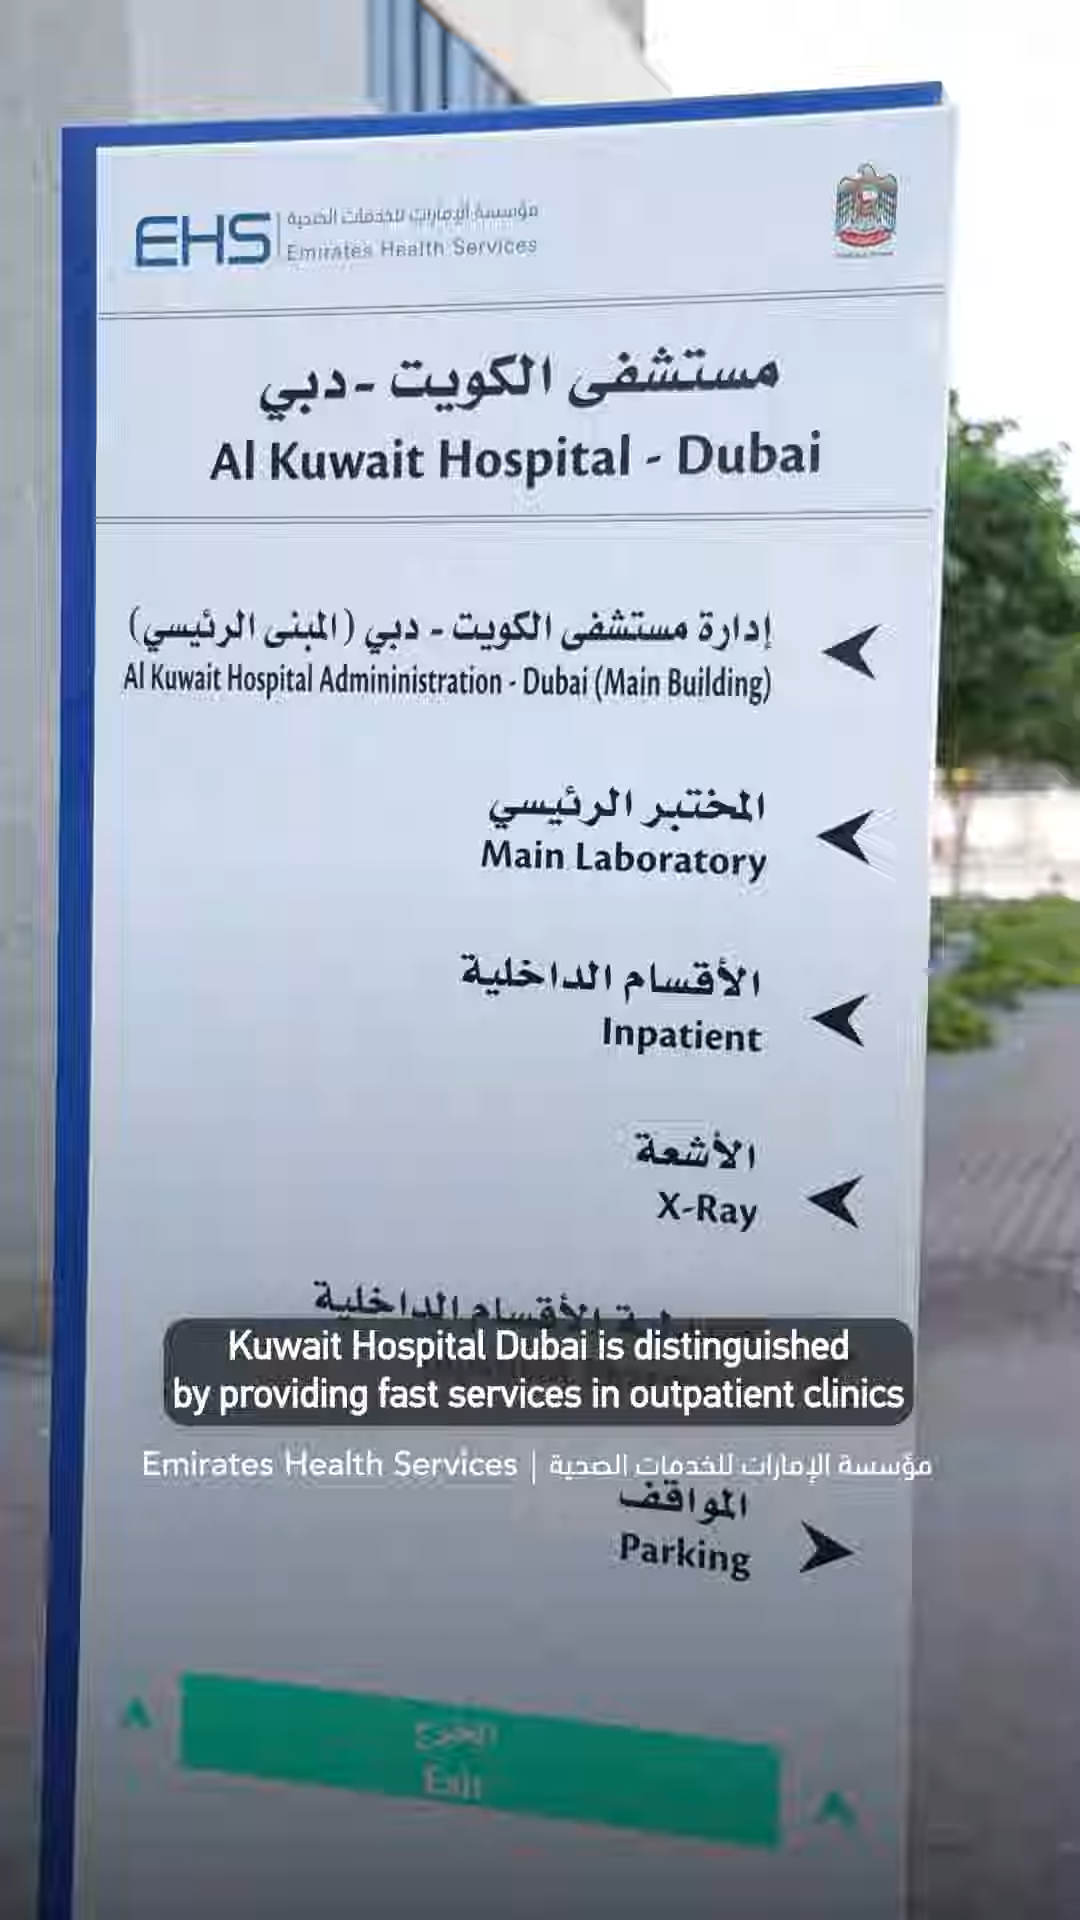 EHS
مؤسسة الإمارات للخدمات الصحية
Emirates Health Services
مستشفى الكويت - دبي
Al Kuwait Hospital - Dubai
إدارة مستشفى الكويت - دبي (المبنى الرئيسي)
Al Kuwait Hospital Admininistration - Dubai (Main Building)
المختبر الرئيسي
Main Laboratory
الأقسام الداخلية
Inpatient
الأشعة
X-Ray
الأقسام الداخلية
Kuwait Hospital Dubai is distinguished
by providing fast services in outpatient clinics
Emirates Health Services | مؤسسة الإمارات للخدمات الصحية
المواقف
Parking
الخروج
Exit